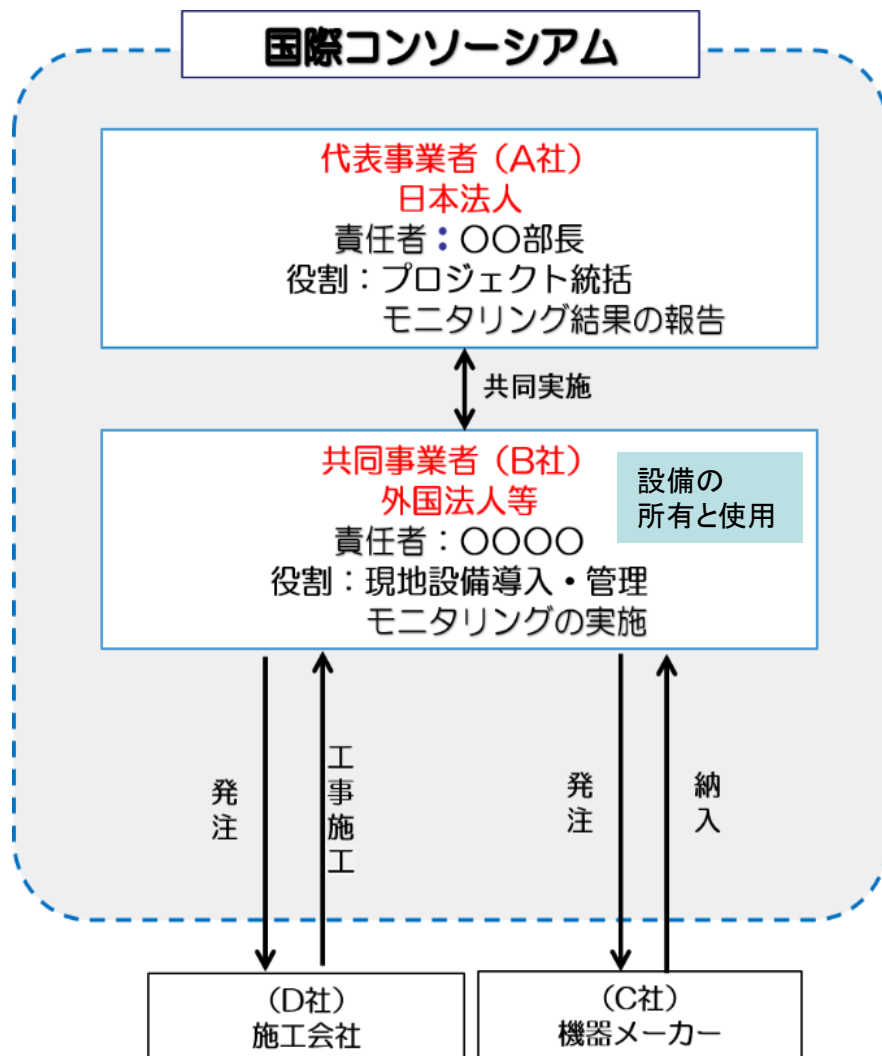 国際コンソーシアム
代表事業者（A社）
日本法人
責任者：〇〇部長
役割：プロジェクト統括
モニタリング結果の報告
共同実施
共同事業者（B社）
外国法人等
責任者：〇〇〇〇
役割：現地設備導入・管理
モニタリングの実施
設備の
所有と使用
発注
工事施工
発注
納入
（D社）
施工会社
（C社）
機器メーカー